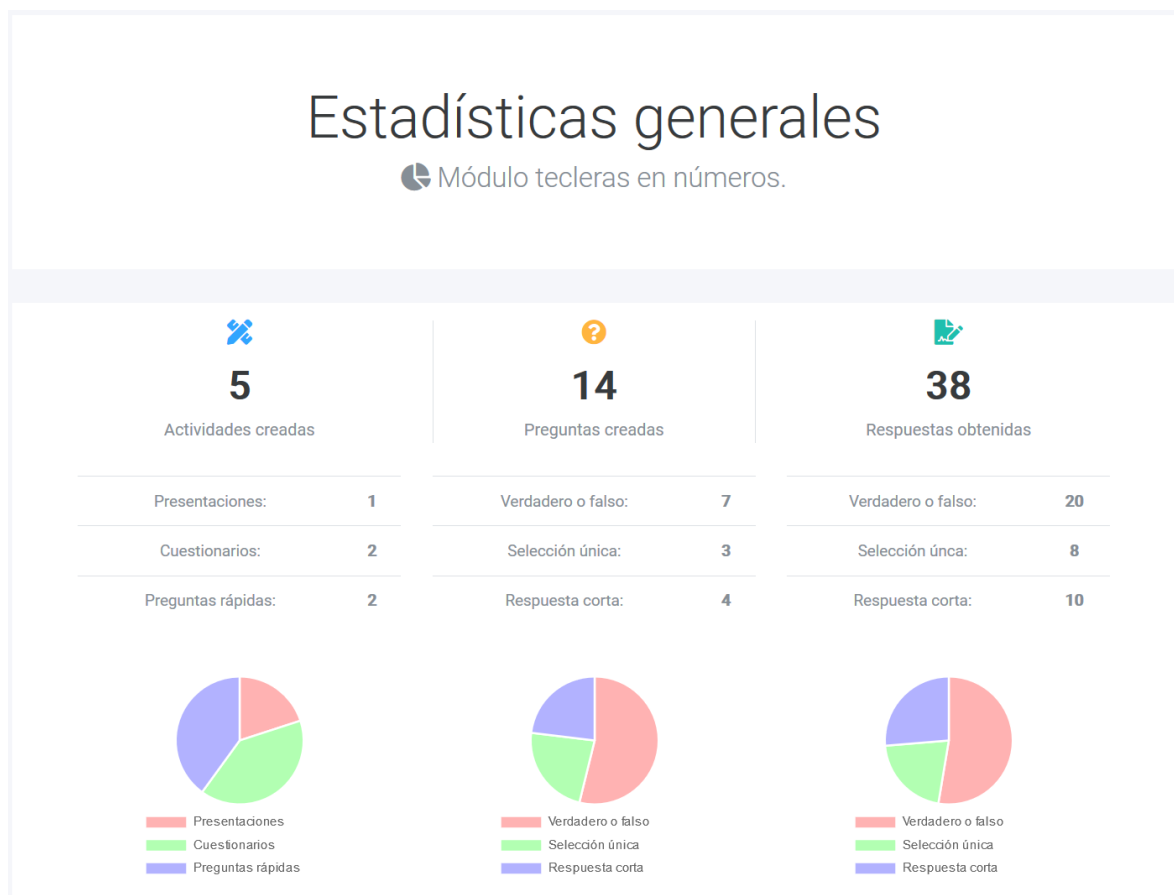 Estadísticas generales
Módulo tecleras en números.
5
Actividades creadas
14
Preguntas creadas
38
Respuestas obtenidas
Presentaciones: 1
Cuestionarios: 2
Preguntas rápidas: 2
Verdadero o falso: 7
Selección única: 3
Respuesta corta: 4
Verdadero o falso: 20
Selección únca: 8
Respuesta corta: 10
Presentaciones
Cuestionarios
Preguntas rápidas
Verdadero o falso
Selección única
Respuesta corta
Verdadero o falso
Selección única
Respuesta corta